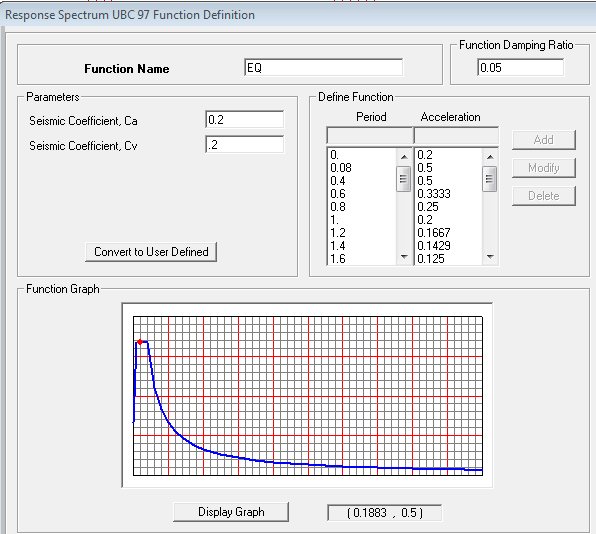 Response Spectrum UBC 97 Function Definition
Function Damping Ratio
Function Name
EQ
0.05
Parameters
Seismic Coefficient, Ca
0.2
Seismic Coefficient, Cv
.2
Convert to User Defined
Define Function
Period Acceleration
0. 0.2
0.08 0.5
0.4 0.5
0.6 0.3333
0.8 0.25
1. 0.2
1.2 0.1667
1.4 0.1429
1.6 0.125
Add
Modify
Delete
Function Graph
Display Graph
( 0.1883 , 0.5 )